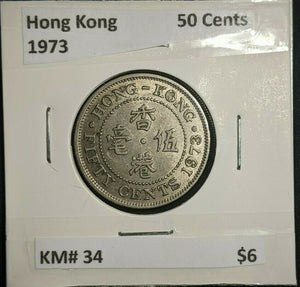 Hong Kong 50 Cents
1973
HONG-KONG
香
毫 伍
港
FIFTY CENTS 1973
KM# 34 $6